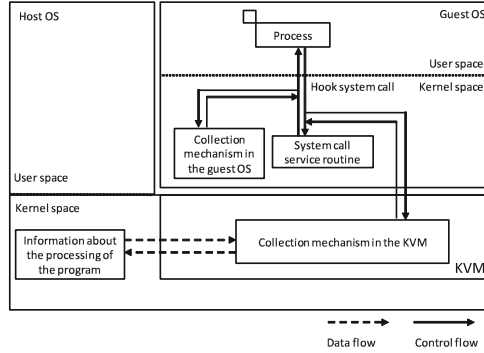 Host OS
Guest OS
Process
User space
Hook system call
Kernel space
Collection
mechanism in
the guest OS
System call
service routine
User space
Kernel space
Information about
the processing of
the program
Collection mechanism in the KVM
KVM
Data flow
Control flow